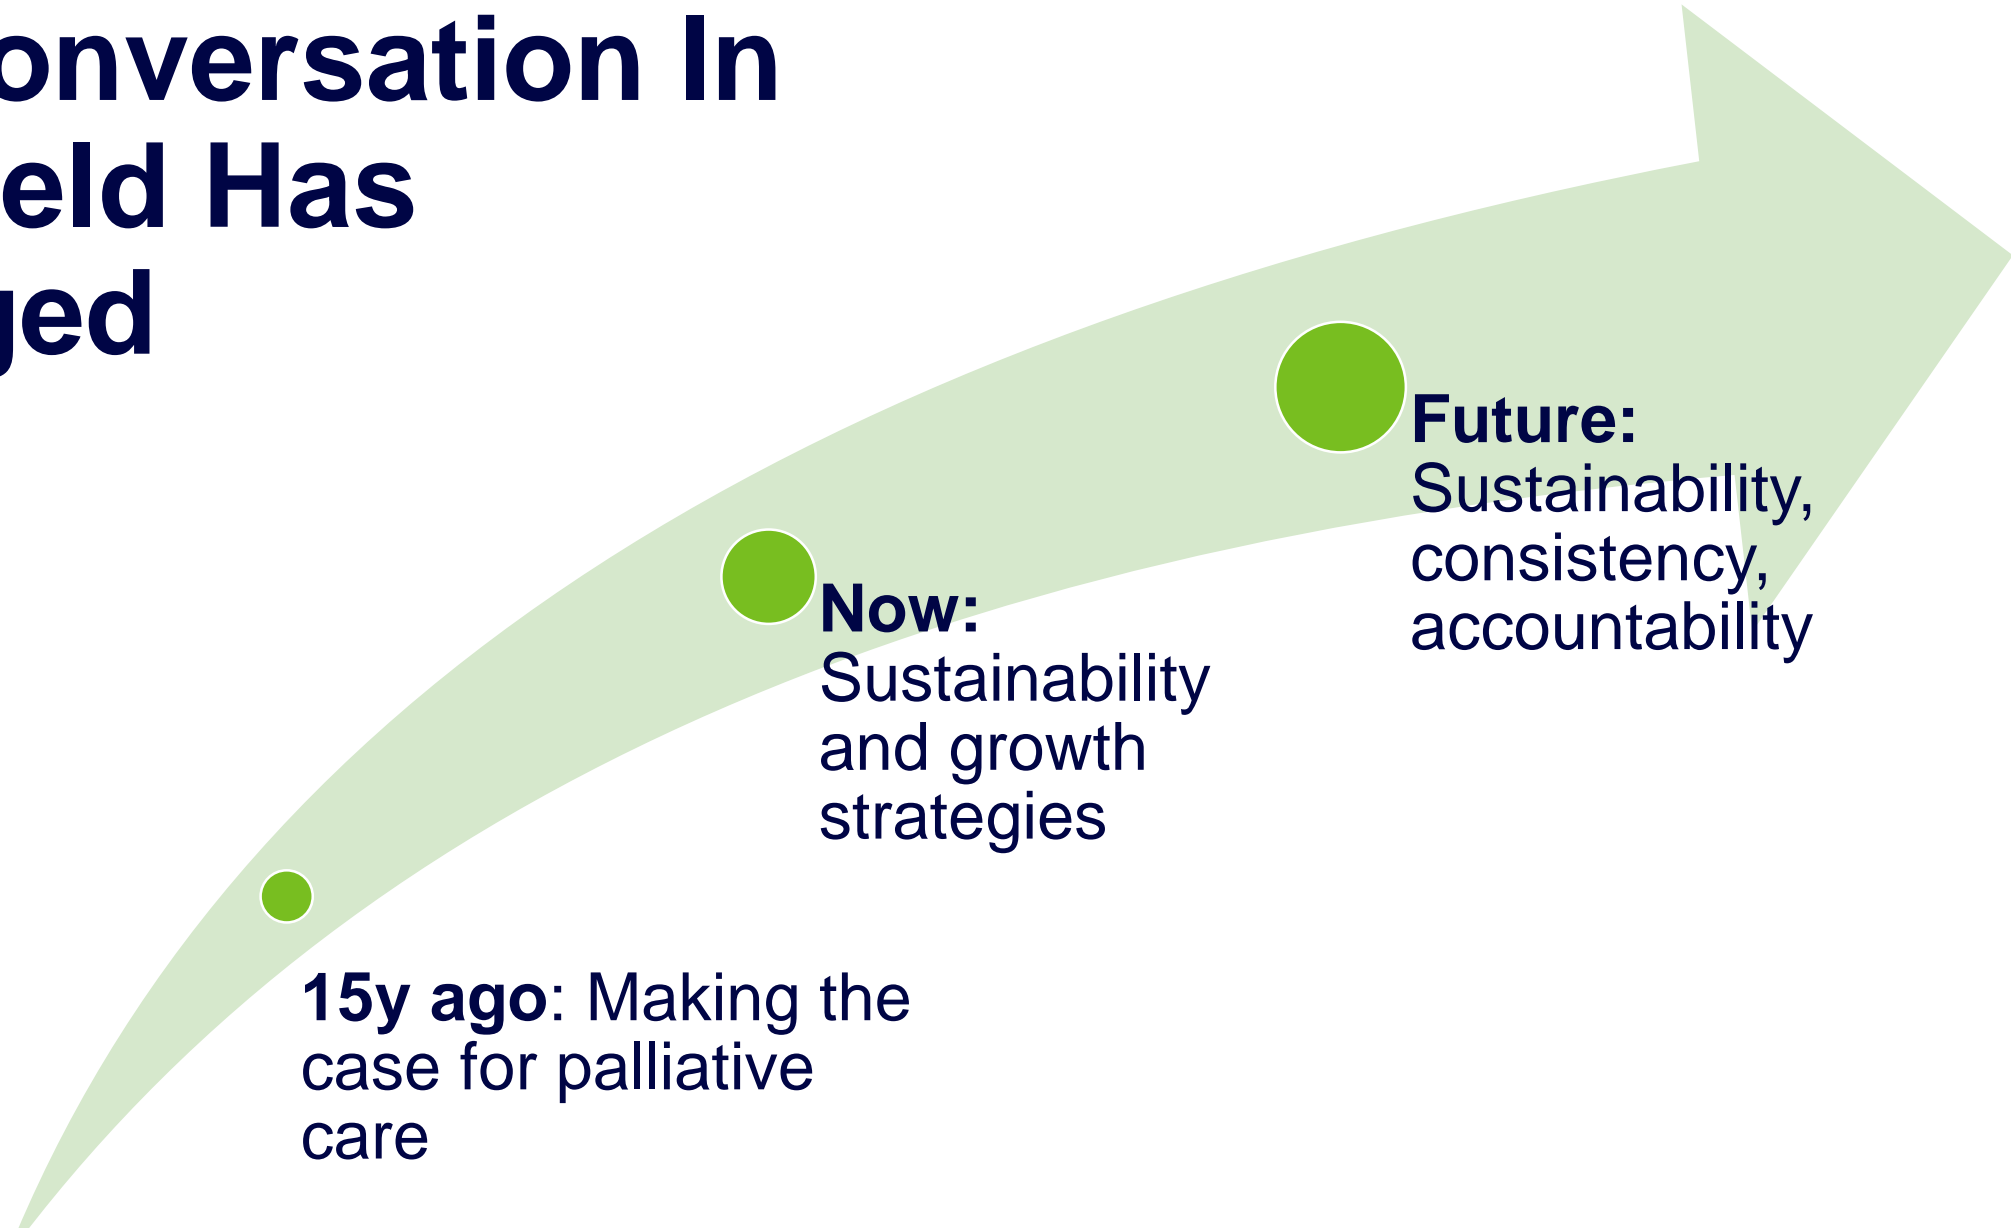 onversation In
eld Has
ged
Future:
Sustainability,
consistency,
accountability
Now:
Sustainability
and growth
strategies
15y ago: Making the
case for palliative
care